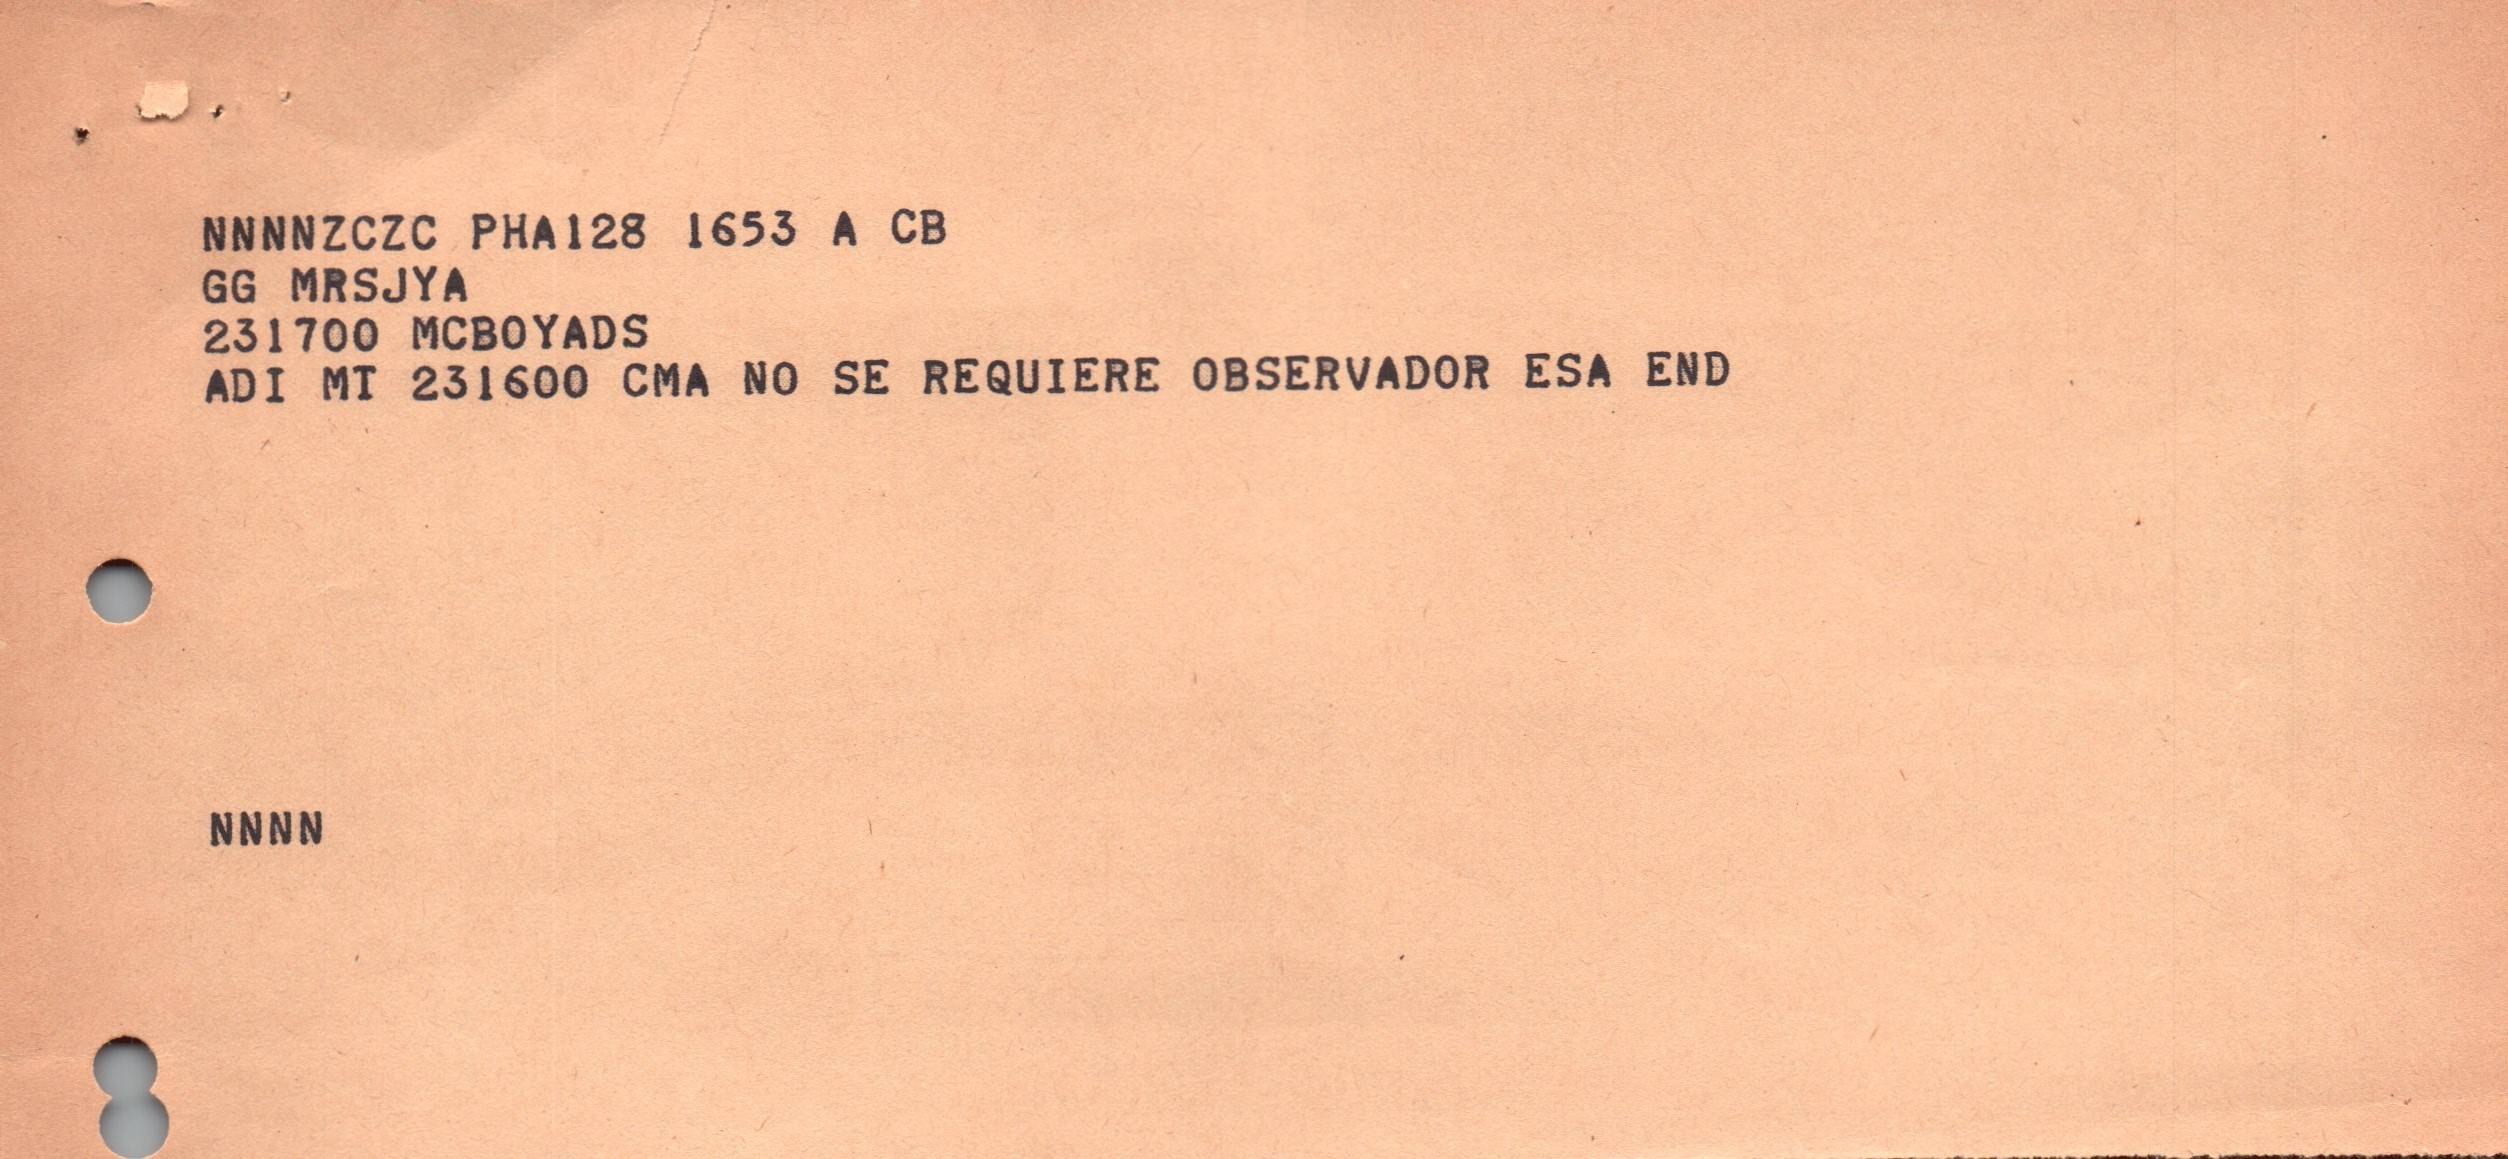 NNNNZCZC PHA128 1653 A CB
GG MRSJYA
231700 MCBOYADS
ADI MT 231600 CMA NO SE REQUIERE OBSERVADOR ESA END
NNNN